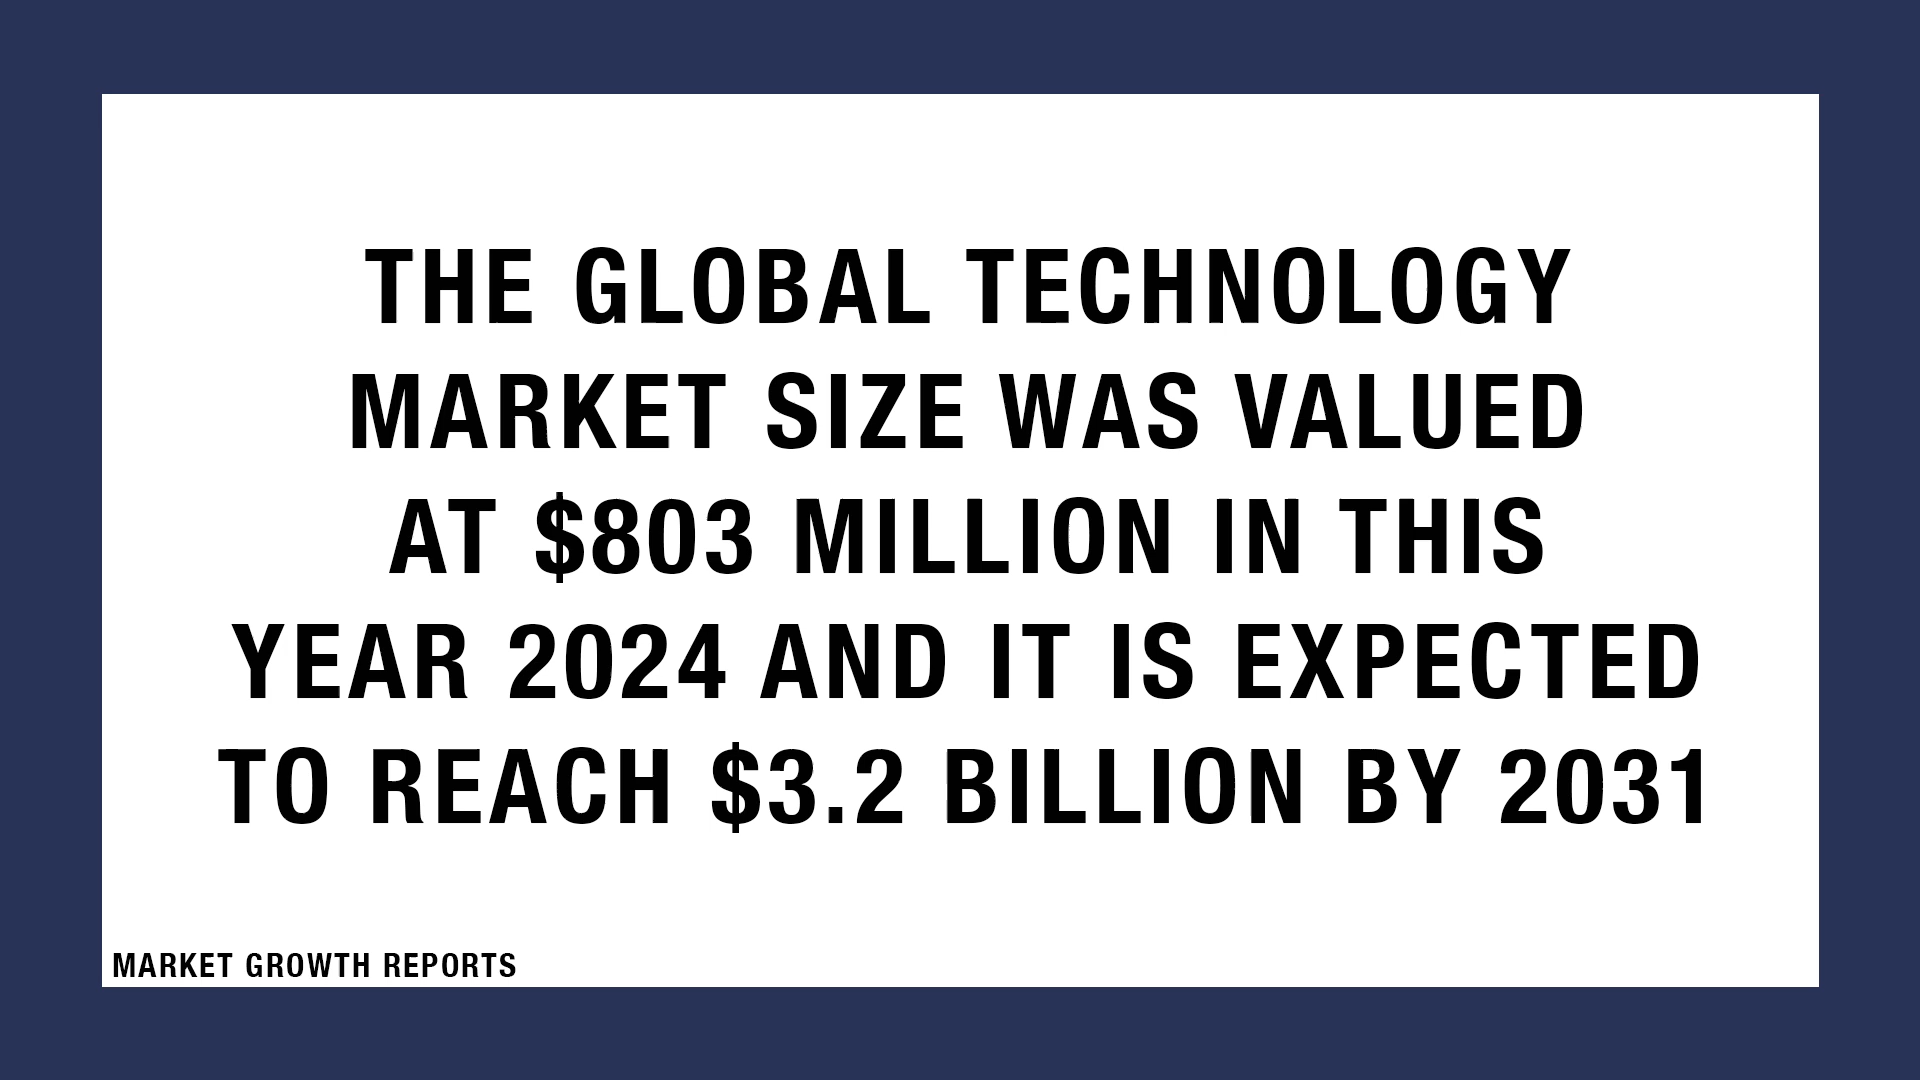 THE GLOBAL TECHNOLOGY
MARKET SIZE WAS VALUED
AT $803 MILLION IN THIS
YEAR 2024 AND IT IS EXPECTED
TO REACH $3.2 BILLION BY 2031
MARKET GROWTH REPORTS